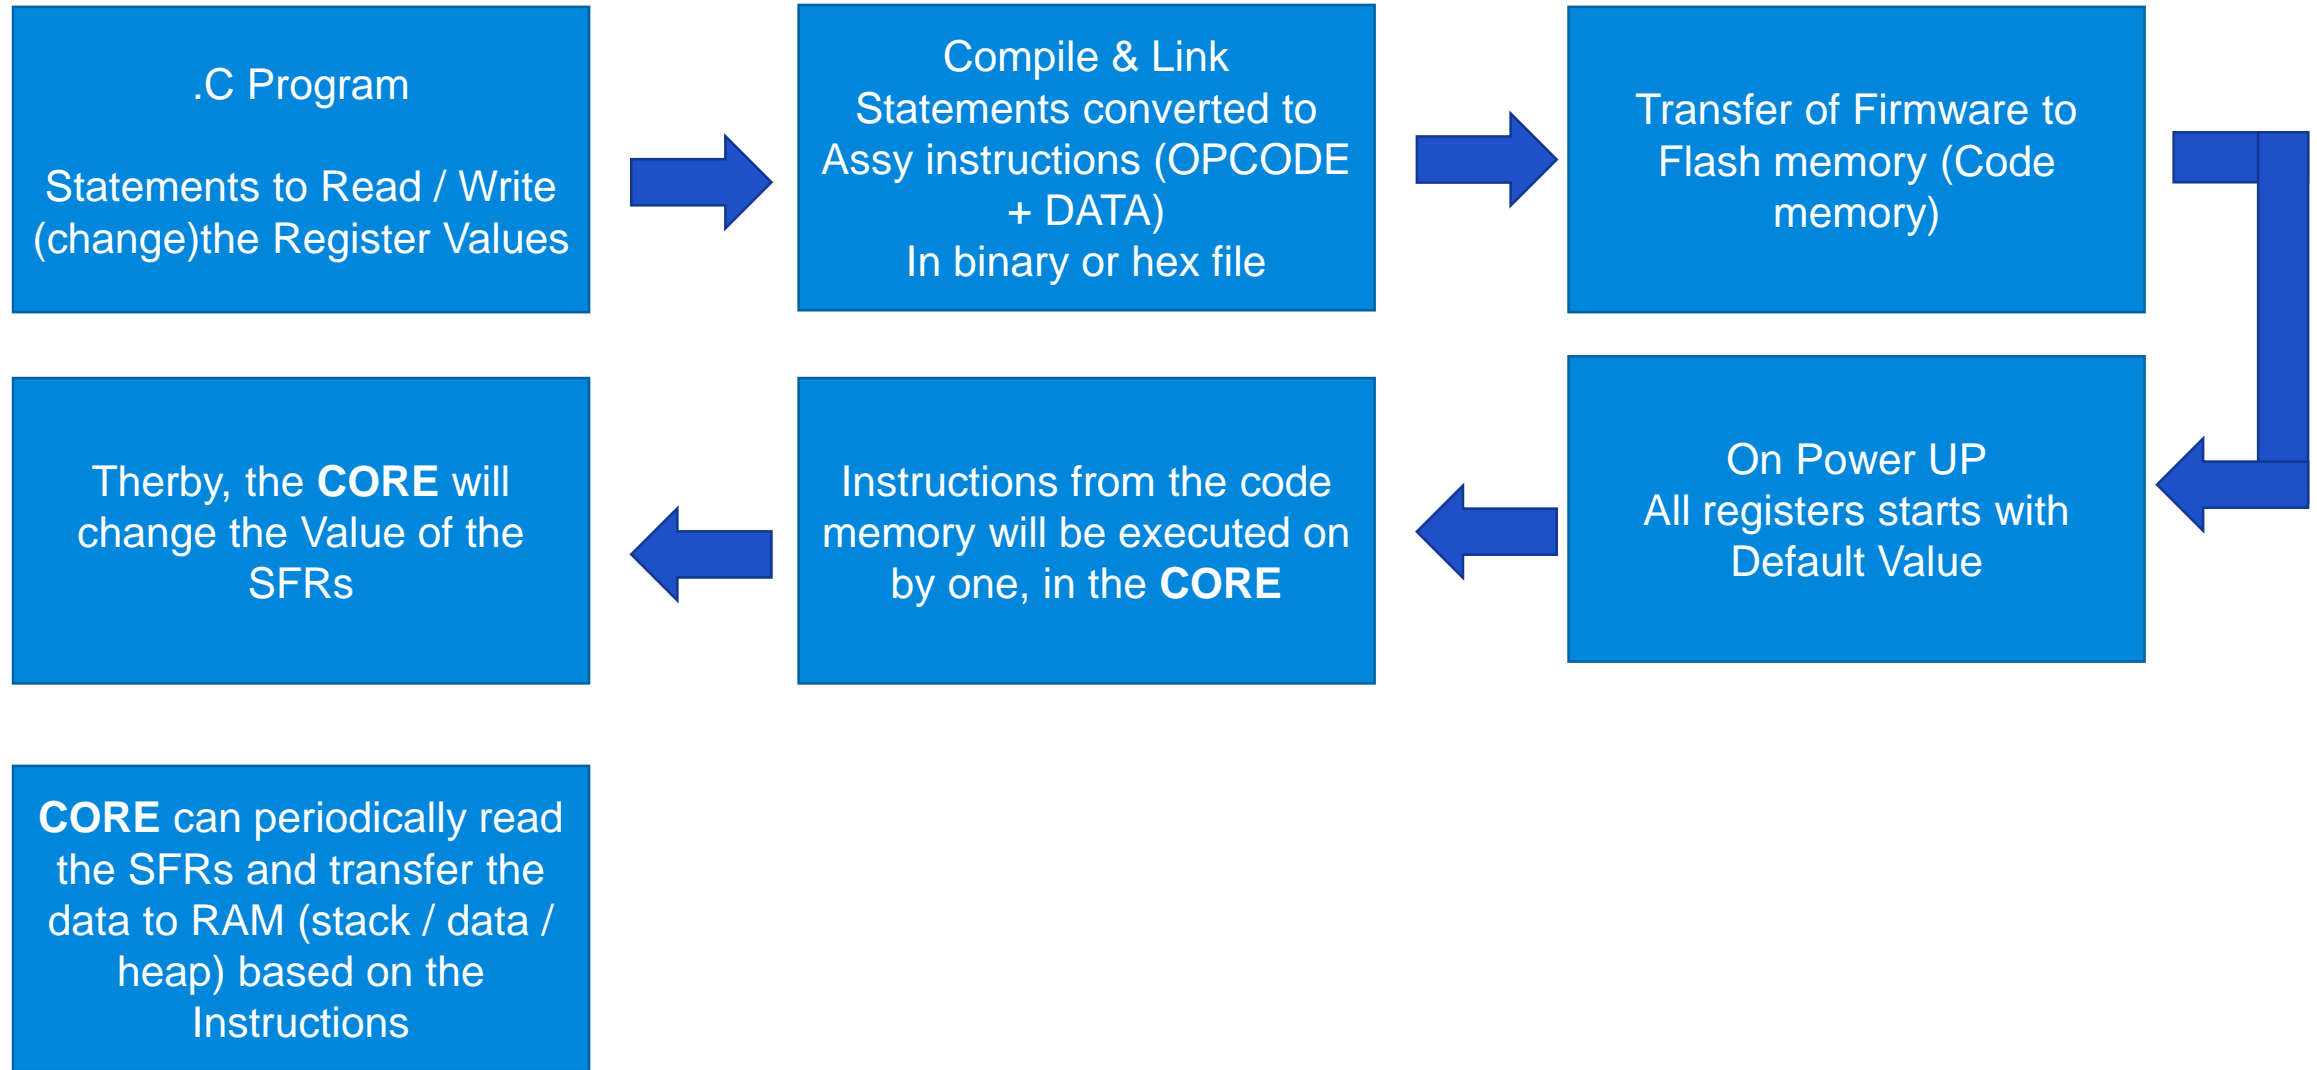 .C Program
Statements to Read / Write
(change)the Register Values
Compile & Link
Statements converted to
Assy instructions (OPCODE
+ DATA)
In binary or hex file
Transfer of Firmware to
Flash memory (Code
memory)
On Power UP
All registers starts with
Default Value
Instructions from the code
memory will be executed on
by one, in the CORE
Therby, the CORE will
change the Value of the
SFRs
CORE can periodically read
the SFRs and transfer the
data to RAM (stack / data /
heap) based on the
Instructions